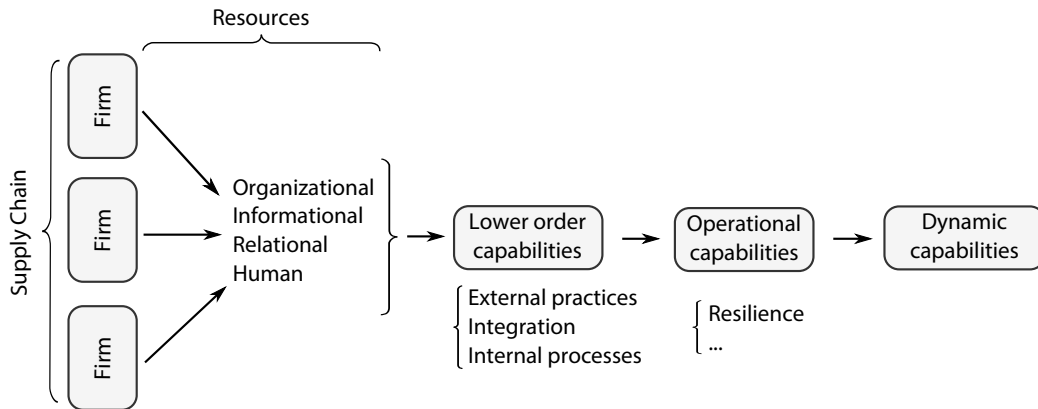 Resources
Supply Chain
Firm
Firm
Firm
Organizational
Informational
Relational
Human
Lower order
capabilities
External practices
Integration
Internal processes
Operational
capabilities
Resilience
...
Dynamic
capabilities